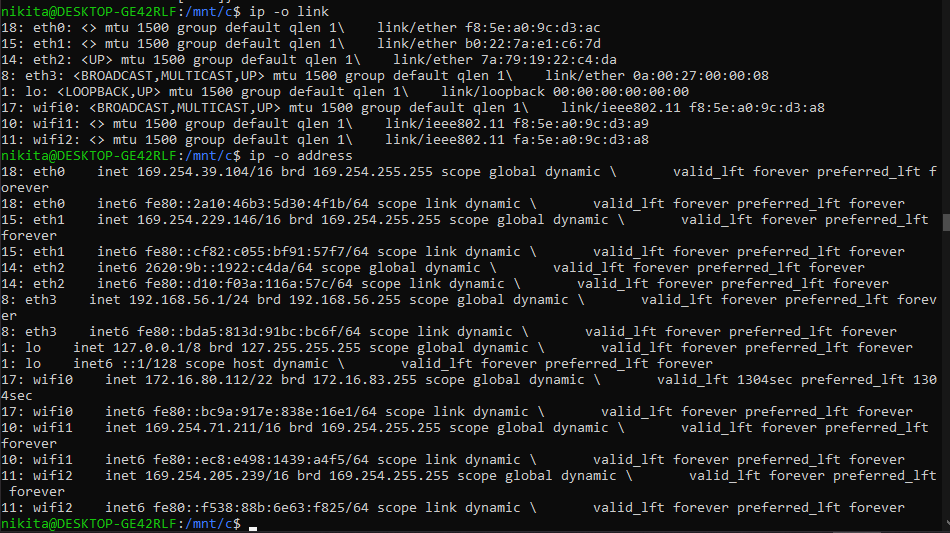 nikita@DESKTOP-GE42RLF:/mnt/c$ ip -o link
18: eth0: <> mtu 1500 group default qlen 1\    link/ether f8:5e:a0:9c:d3:ac
15: eth1: <> mtu 1500 group default qlen 1\    link/ether b0:22:7a:e1:c6:7d
14: eth2: <UP> mtu 1500 group default qlen 1\    link/ether 7a:79:19:22:c4:da
8: eth3: <BROADCAST,MULTICAST,UP> mtu 1500 group default qlen 1\    link/ether 0a:00:27:00:00:08
1: lo: <LOOPBACK,UP> mtu 1500 group default qlen 1\    link/loopback 00:00:00:00:00:00
17: wifi0: <BROADCAST,MULTICAST,UP> mtu 1500 group default qlen 1\    link/ieee802.11 f8:5e:a0:9c:d3:a8
10: wifi1: <> mtu 1500 group default qlen 1\    link/ieee802.11 f8:5e:a0:9c:d3:a9
11: wifi2: <> mtu 1500 group default qlen 1\    link/ieee802.11 fa:5e:a0:9c:d3:a8
nikita@DESKTOP-GE42RLF:/mnt/c$ ip -o address
18: eth0    inet 169.254.39.104/16 brd 169.254.255.255 scope global dynamic \       valid_lft forever preferred_lft f
orever
18: eth0    inet6 fe80::2a10:46b3:5d30:4f1b/64 scope link dynamic \       valid_lft forever preferred_lft forever
15: eth1    inet 169.254.229.146/16 brd 169.254.255.255 scope global dynamic \       valid_lft forever preferred_lft
forever
15: eth1    inet6 fe80::cf82:c055:bf91:57f7/64 scope link dynamic \       valid_lft forever preferred_lft forever
14: eth2    inet6 2620:9b::1922:c4da/64 scope global dynamic \       valid_lft forever preferred_lft forever
14: eth2    inet6 fe80::d10:f03a:116a:57c/64 scope link dynamic \       valid_lft forever preferred_lft forever
8: eth3    inet 192.168.56.1/24 brd 192.168.56.255 scope global dynamic \       valid_lft forever preferred_lft forev
er
8: eth3    inet6 fe80::bda5:813d:91bc:bc6f/64 scope link dynamic \       valid_lft forever preferred_lft forever
1: lo    inet 127.0.0.1/8 brd 127.255.255.255 scope global dynamic \       valid_lft forever preferred_lft forever
1: lo    inet6 ::1/128 scope host dynamic \       valid_lft forever preferred_lft forever
17: wifi0    inet 172.16.80.112/22 brd 172.16.83.255 scope global dynamic \       valid_lft 1304sec preferred_lft 130
4sec
17: wifi0    inet6 fe80::bc9a:917e:838e:16e1/64 scope link dynamic \       valid_lft forever preferred_lft forever
10: wifi1    inet 169.254.71.211/16 brd 169.254.255.255 scope global dynamic \       valid_lft forever preferred_lft
forever
10: wifi1    inet6 fe80::ec8:e498:1439:a4f5/64 scope link dynamic \       valid_lft forever preferred_lft forever
11: wifi2    inet 169.254.205.239/16 brd 169.254.255.255 scope global dynamic \       valid_lft forever preferred_lft
 forever
11: wifi2    inet6 fe80::f538:88b:6e63:f825/64 scope link dynamic \       valid_lft forever preferred_lft forever
nikita@DESKTOP-GE42RLF:/mnt/c$